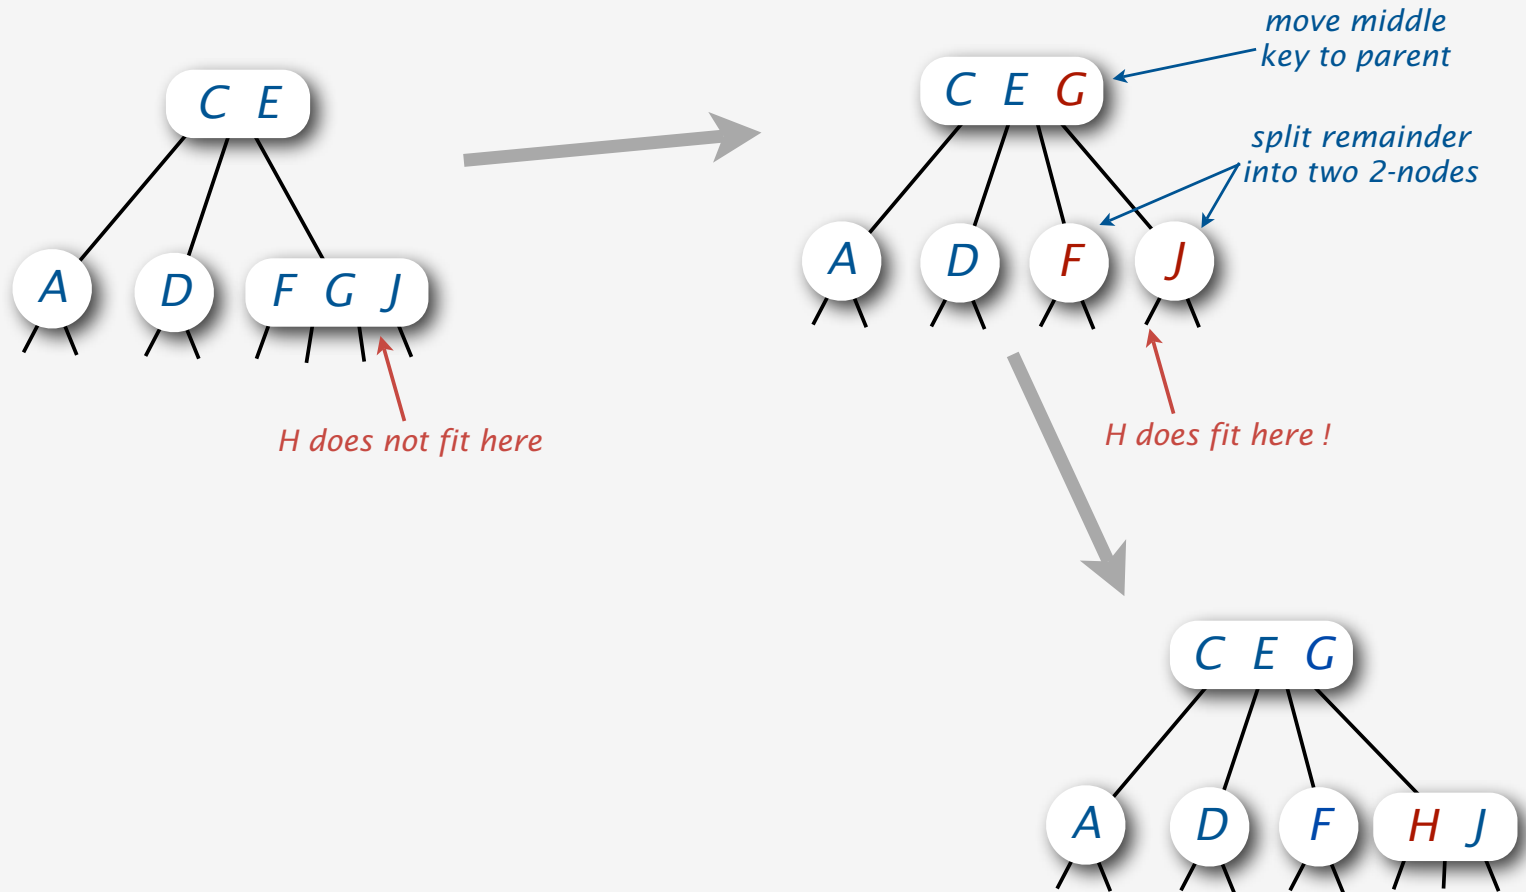 C E
A
D
F G J
H does not fit here
move middle
key to parent
C E G
split remainder
into two 2-nodes
A
D
F
J
H does fit here !
C E G
A
D
F
H J